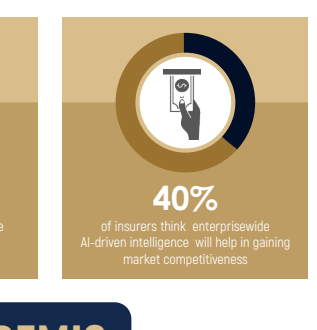 40%
of insurers think enterprisewide
AI-driven intelligence will help in gaining
market competitiveness